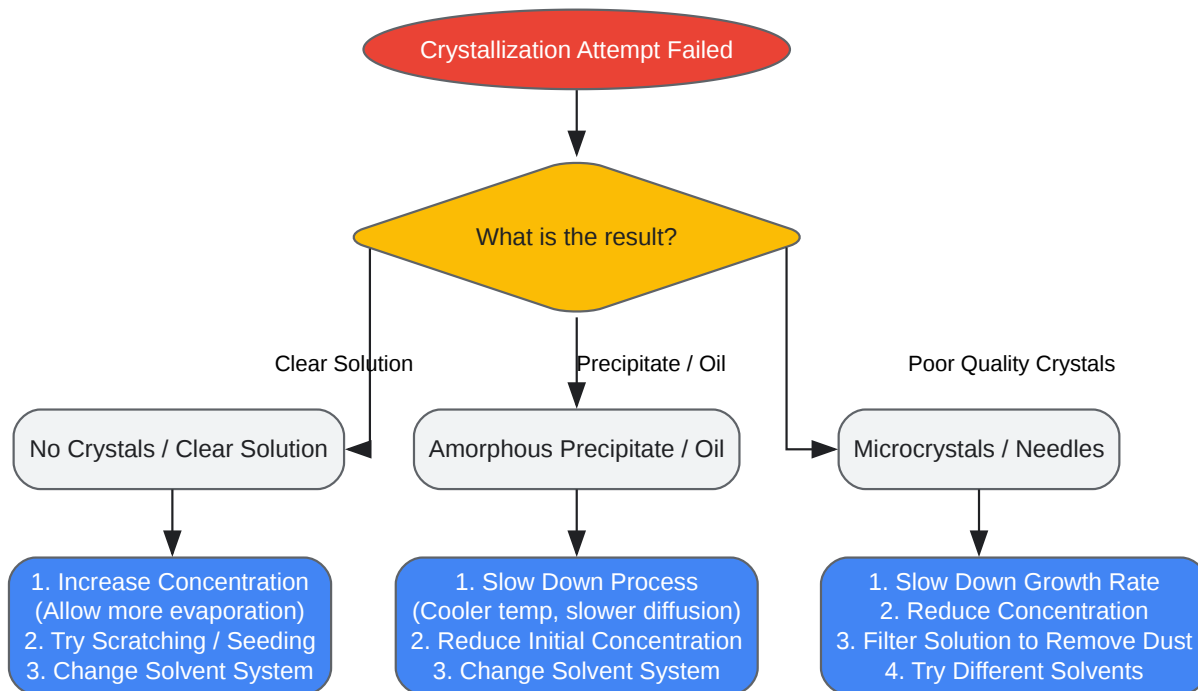 Crystallization Attempt Failed
What is the result?
Clear Solution
Precipitate / Oil
Poor Quality Crystals
No Crystals / Clear Solution
Amorphous Precipitate / Oil
Microcrystals / Needles
1. Increase Concentration
(Allow more evaporation)
2. Try Scratching / Seeding
3. Change Solvent System
1. Slow Down Process
(Cooler temp, slower diffusion)
2. Reduce Initial Concentration
3. Change Solvent System
1. Slow Down Growth Rate
2. Reduce Concentration
3. Filter Solution to Remove Dust
4. Try Different Solvents